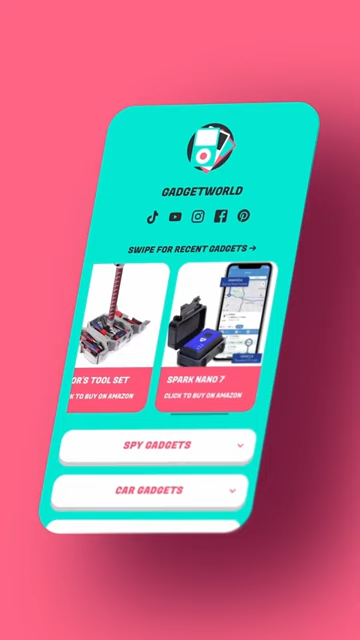 GADGETWORLD
SWIPE FOR RECENT GADGETS →
OR'S TOOL SET
K TO BUY ON AMAZON
SPARK NANO 7
CLICK TO BUY ON AMAZON
SPY GADGETS
CAR GADGETS